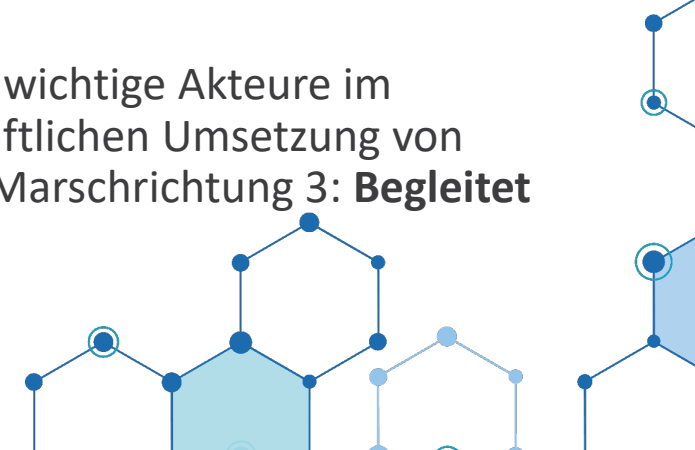 wichtige Akteure im
ftlichen Umsetzung von
Marschrichtung 3: Begleitet